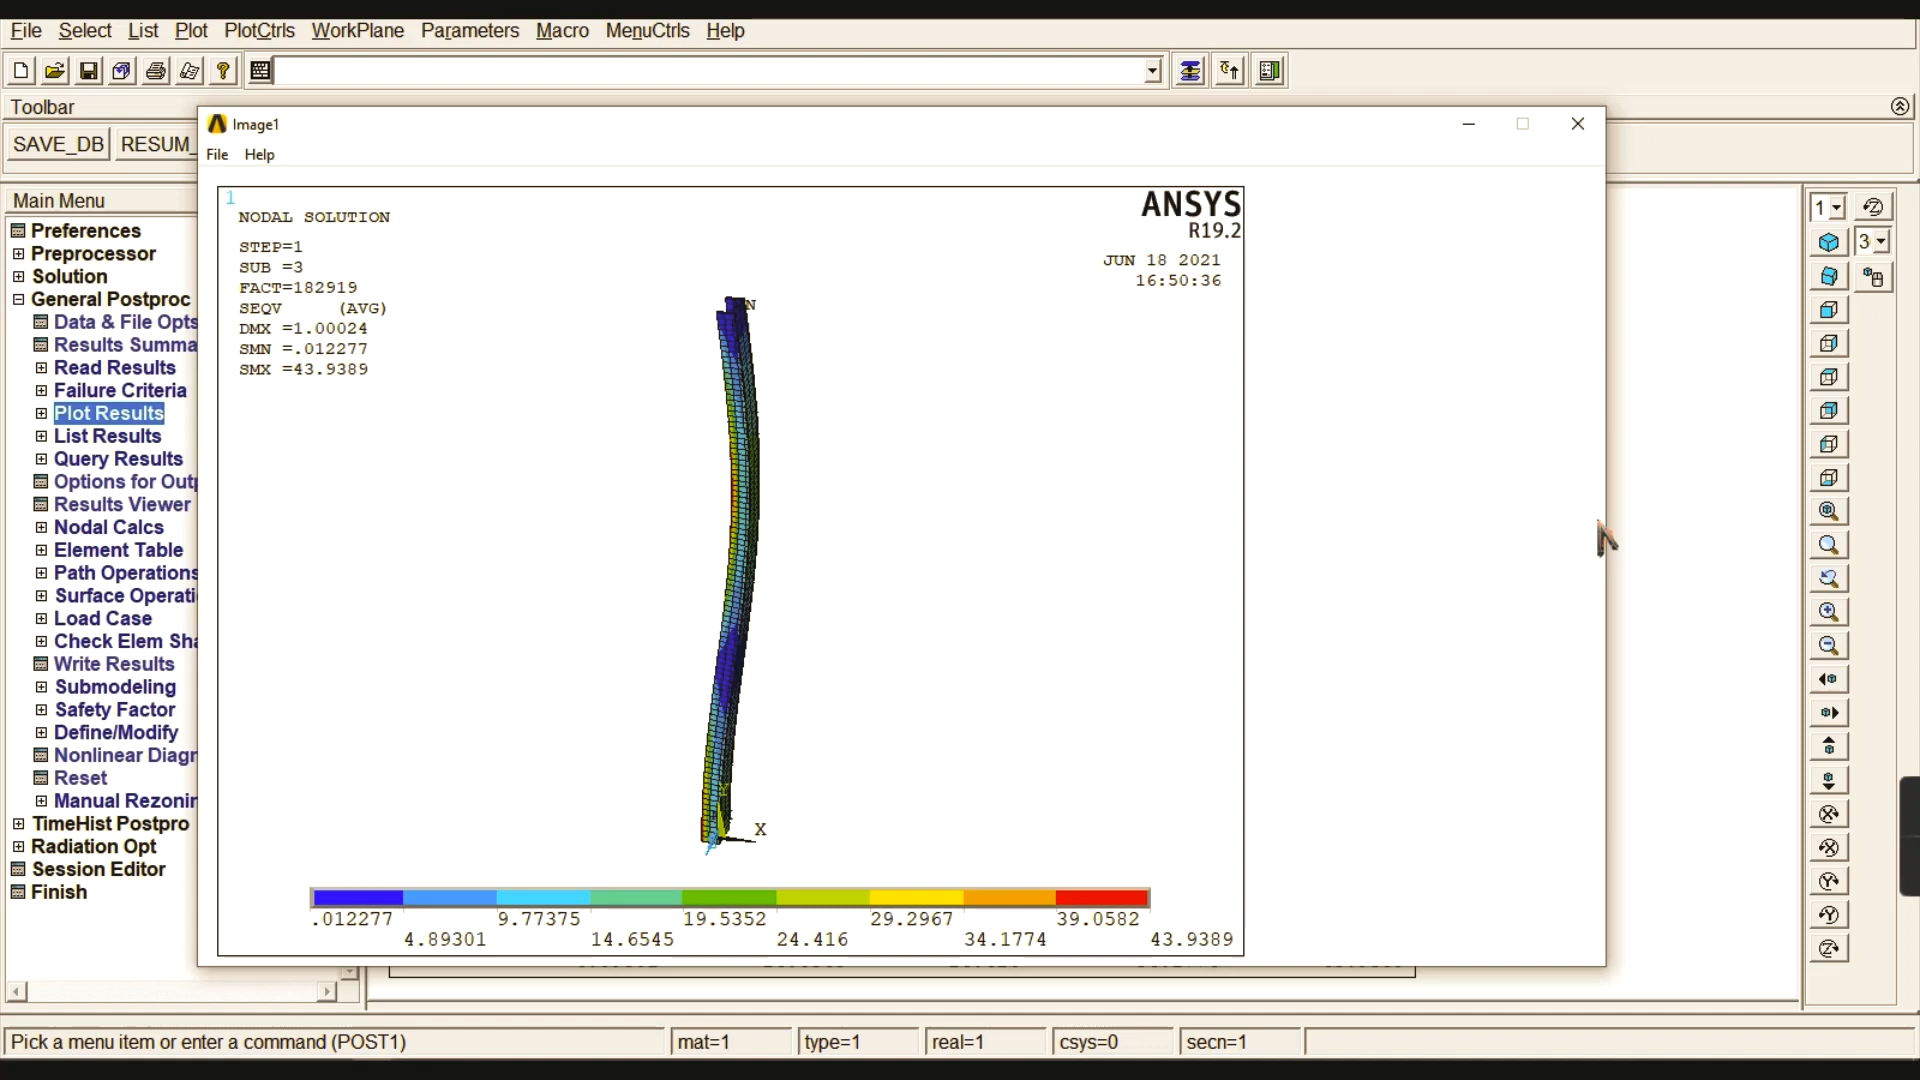 File Select List Plot PlotCtrls WorkPlane Parameters Macro MenuCtrls Help
Toolbar
SAVE_DB RESUM_
Image1
File Help
Main Menu
Preferences
Preprocessor
Solution
General Postproc
Data & File Opts
Results Summa
Read Results
Failure Criteria
Plot Results
List Results
Query Results
Options for Outp
Results Viewer
Nodal Calcs
Element Table
Path Operations
Surface Operati
Load Case
Check Elem Sha
Write Results
Submodeling
Safety Factor
Define/Modify
Nonlinear Diagn
Reset
Manual Rezonin
TimeHist Postpro
Radiation Opt
Session Editor
Finish
1
NODAL SOLUTION
STEP=1
SUB =3
FACT=182919
SEQV (AVG)
DMX =1.00024
SMN =.012277
SMX =43.9389
ANSYS
R19.2
JUN 18 2021
16:50:36
N
X
.012277 9.77375 19.5352 29.2967 39.0582
4.89301 14.6545 24.416 34.1774 43.9389
1
3
Pick a menu item or enter a command (POST1) mat=1 type=1 real=1 csys=0 secn=1